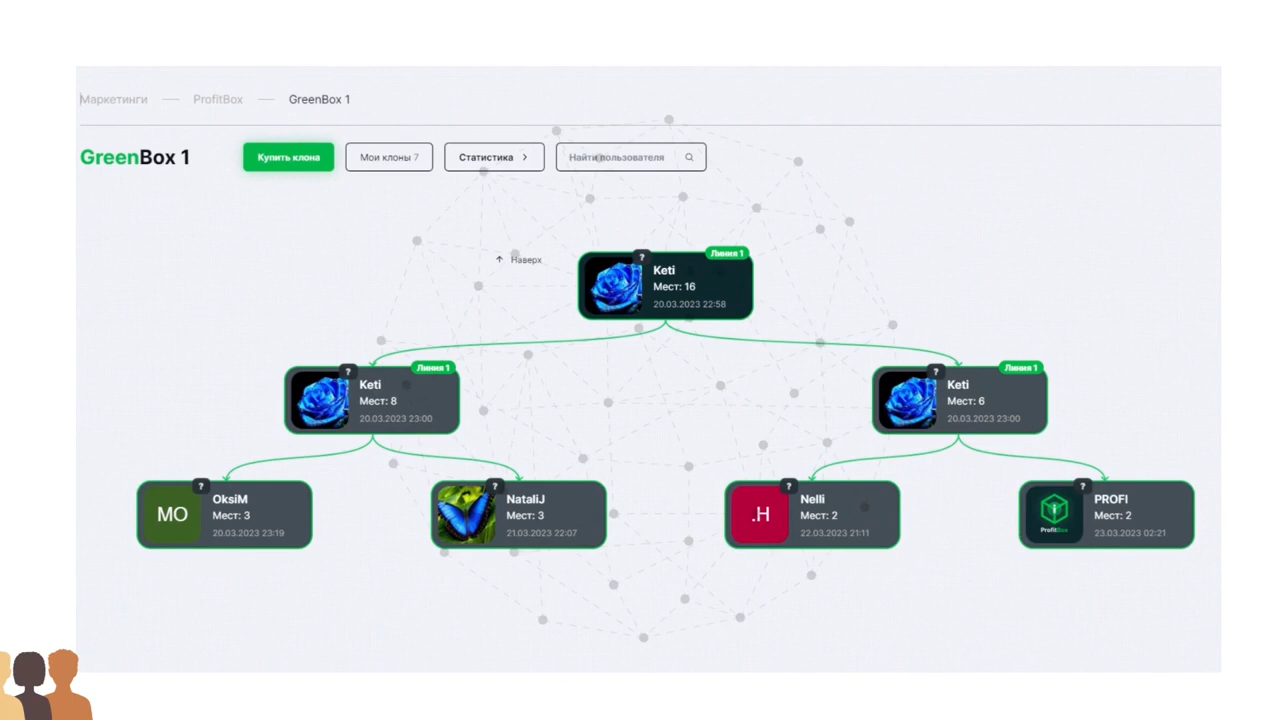 Маркетинги — ProfitBox — GreenBox 1
GreenBox 1
Купить клона
Мои клоны 7
Статистика
Найти пользователя
Наверх
?
Линия 1
Keti
Мест: 16
20.03.2023 22:58
?
Линия 1
Keti
Мест: 8
20.03.2023 23:00
?
Линия 1
Keti
Мест: 6
20.03.2023 23:00
?
MO
OksiM
Мест: 3
20.03.2023 23:19
?
NataliJ
Мест: 3
21.03.2023 22:07
?
.H
Nelli
Мест: 2
22.03.2023 21:11
?
ProfitBox
PROFI
Мест: 2
23.03.2023 02:21